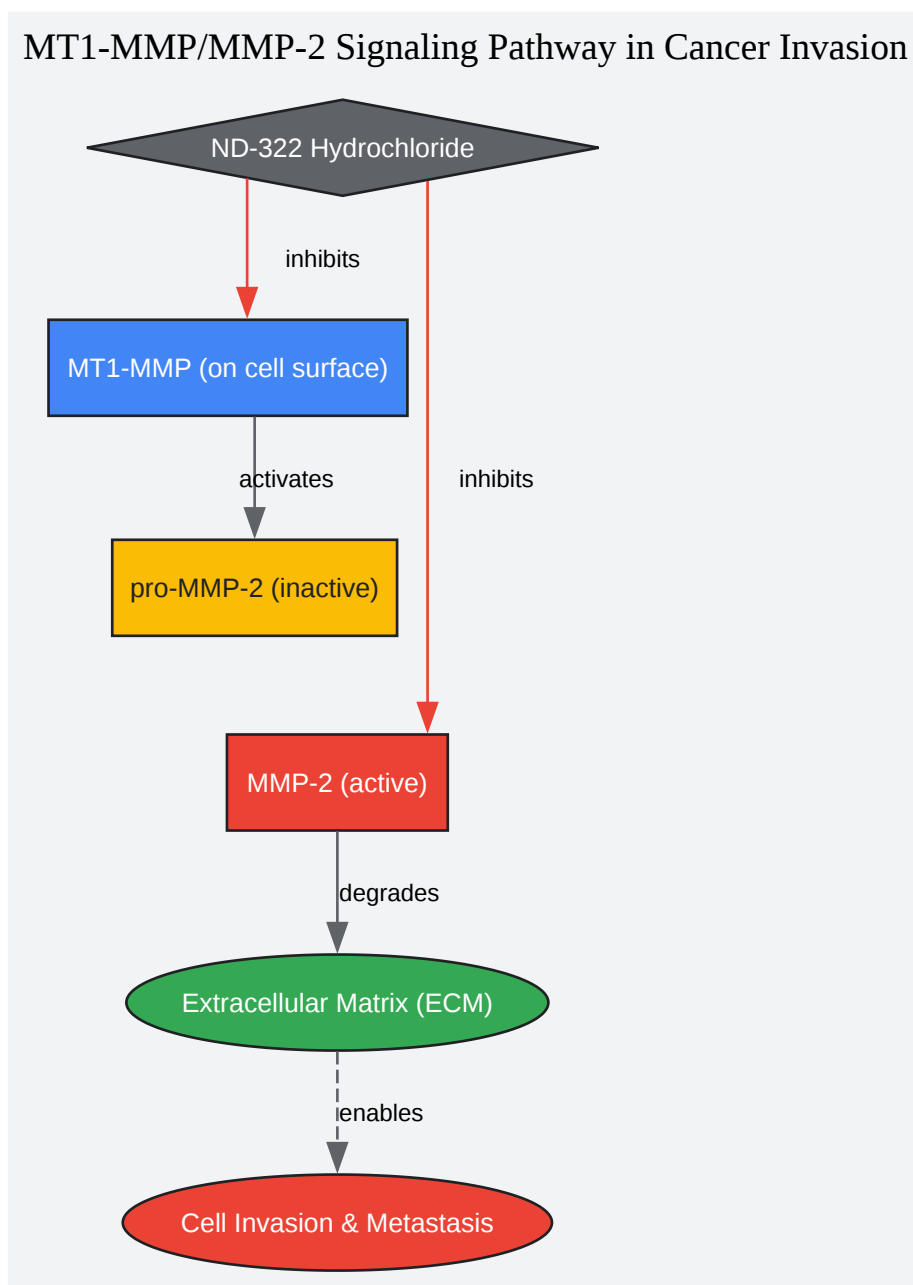 MT1-MMP/MMP-2 Signaling Pathway in Cancer Invasion
ND-322 Hydrochloride
inhibits
MT1-MMP (on cell surface)
activates
inhibits
pro-MMP-2 (inactive)
MMP-2 (active)
degrades
Extracellular Matrix (ECM)
enables
Cell Invasion & Metastasis